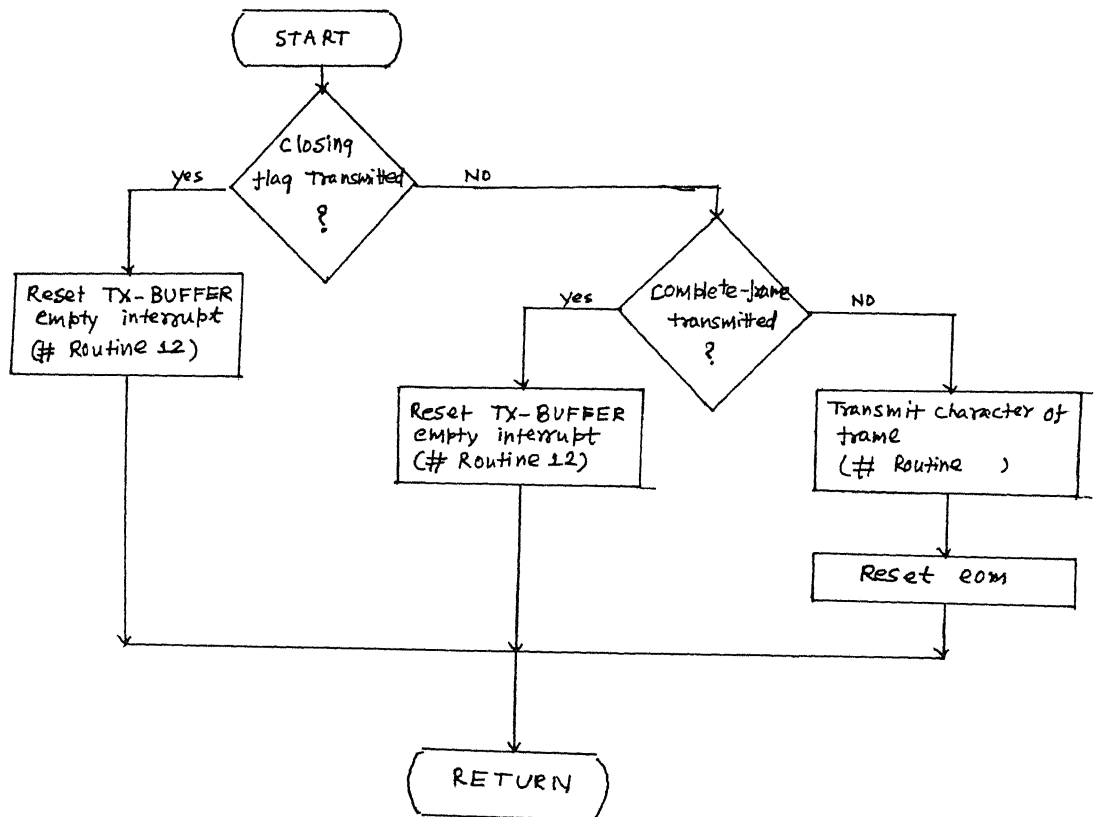 START
Closing
flag Transmitted
?
yes
NO
Reset TX-BUFFER
empty interrupt
(# Routine 12)
Complete-frame
transmitted
?
yes
NO
Reset TX-BUFFER
empty interrupt
(# Routine 12)
Transmit character of
frame
(# Routine )
Reset eom
RETURN